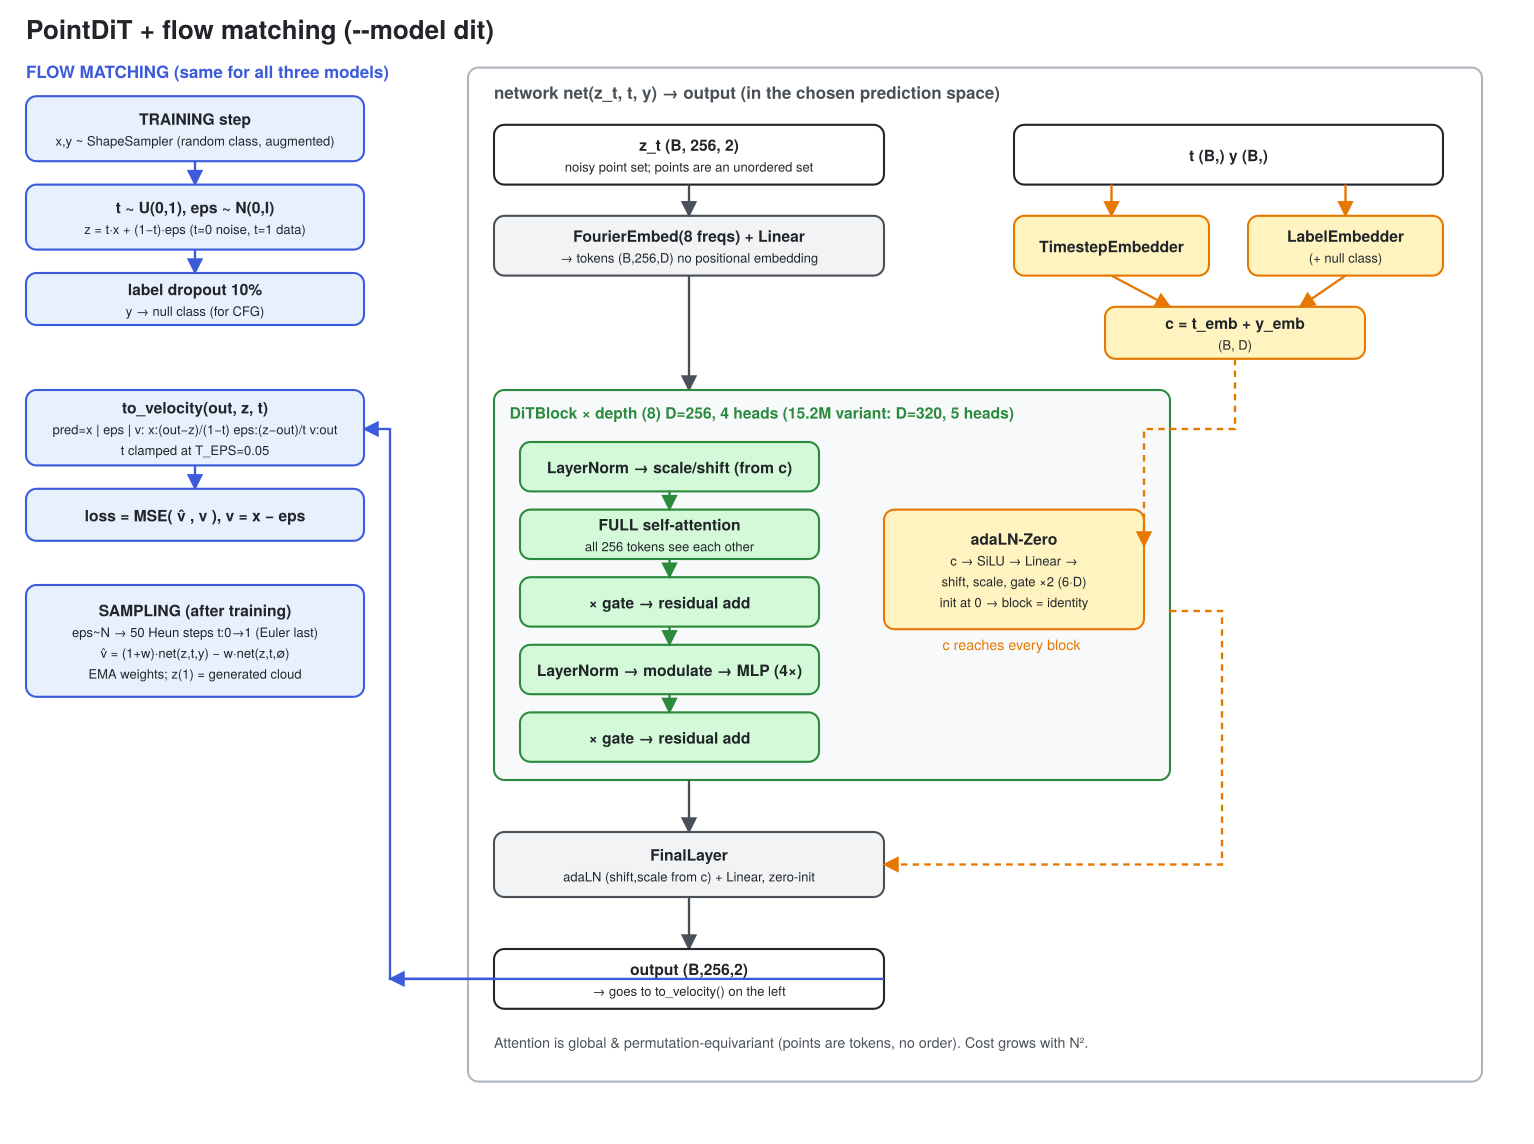 PointDiT + flow matching (--model dit)
FLOW MATCHING (same for all three models)
TRAINING step
x,y ~ ShapeSampler (random class, augmented)
t ~ U(0,1), eps ~ N(0,I)
z = t·x + (1−t)·eps (t=0 noise, t=1 data)
label dropout 10%
y → null class (for CFG)
to_velocity(out, z, t)
pred=x | eps | v: x:(out−z)/(1−t) eps:(z−out)/t v:out
t clamped at T_EPS=0.05
loss = MSE( v̂ , v ), v = x − eps
SAMPLING (after training)
eps~N → 50 Heun steps t:0→1 (Euler last)
v̂ = (1+w)·net(z,t,y) − w·net(z,t,ø)
EMA weights; z(1) = generated cloud
network net(z_t, t, y) → output (in the chosen prediction space)
z_t (B, 256, 2)
noisy point set; points are an unordered set
t (B,) y (B,)
FourierEmbed(8 freqs) + Linear
→ tokens (B,256,D) no positional embedding
TimestepEmbedder
LabelEmbedder
(+ null class)
c = t_emb + y_emb
(B, D)
DiTBlock × depth (8) D=256, 4 heads (15.2M variant: D=320, 5 heads)
LayerNorm → scale/shift (from c)
FULL self-attention
all 256 tokens see each other
× gate → residual add
LayerNorm → modulate → MLP (4×)
× gate → residual add
adaLN-Zero
c → SiLU → Linear →
shift, scale, gate ×2 (6·D)
init at 0 → block = identity
c reaches every block
FinalLayer
adaLN (shift,scale from c) + Linear, zero-init
output (B,256,2)
→ goes to to_velocity() on the left
Attention is global & permutation-equivariant (points are tokens, no order). Cost grows with N².